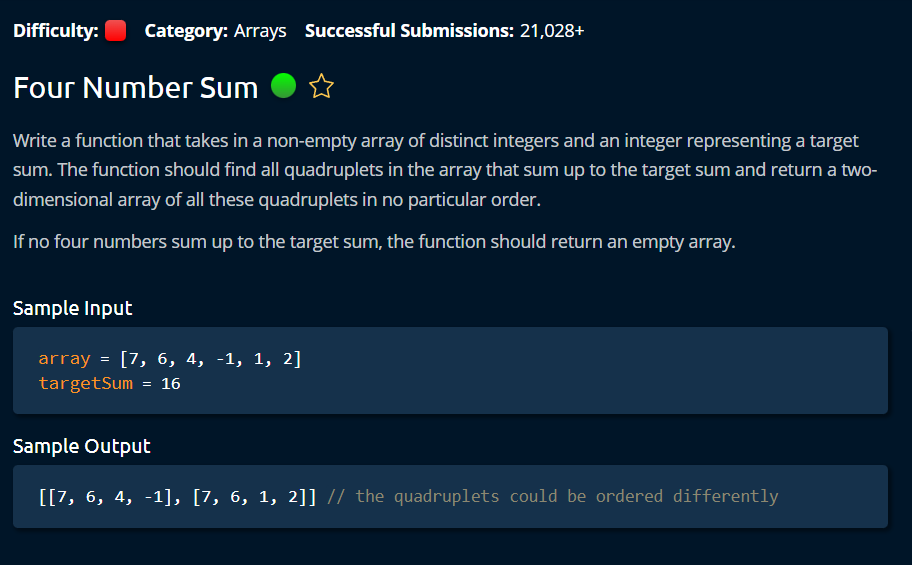 Difficulty: Category: Arrays Successful Submissions: 21,028+
Four Number Sum
Write a function that takes in a non-empty array of distinct integers and an integer representing a target
sum. The function should find all quadruplets in the array that sum up to the target sum and return a two-
dimensional array of all these quadruplets in no particular order.
If no four numbers sum up to the target sum, the function should return an empty array.
Sample Input
array = [7, 6, 4, -1, 1, 2]
targetSum = 16
Sample Output
[[7, 6, 4, -1], [7, 6, 1, 2]] // the quadruplets could be ordered differently